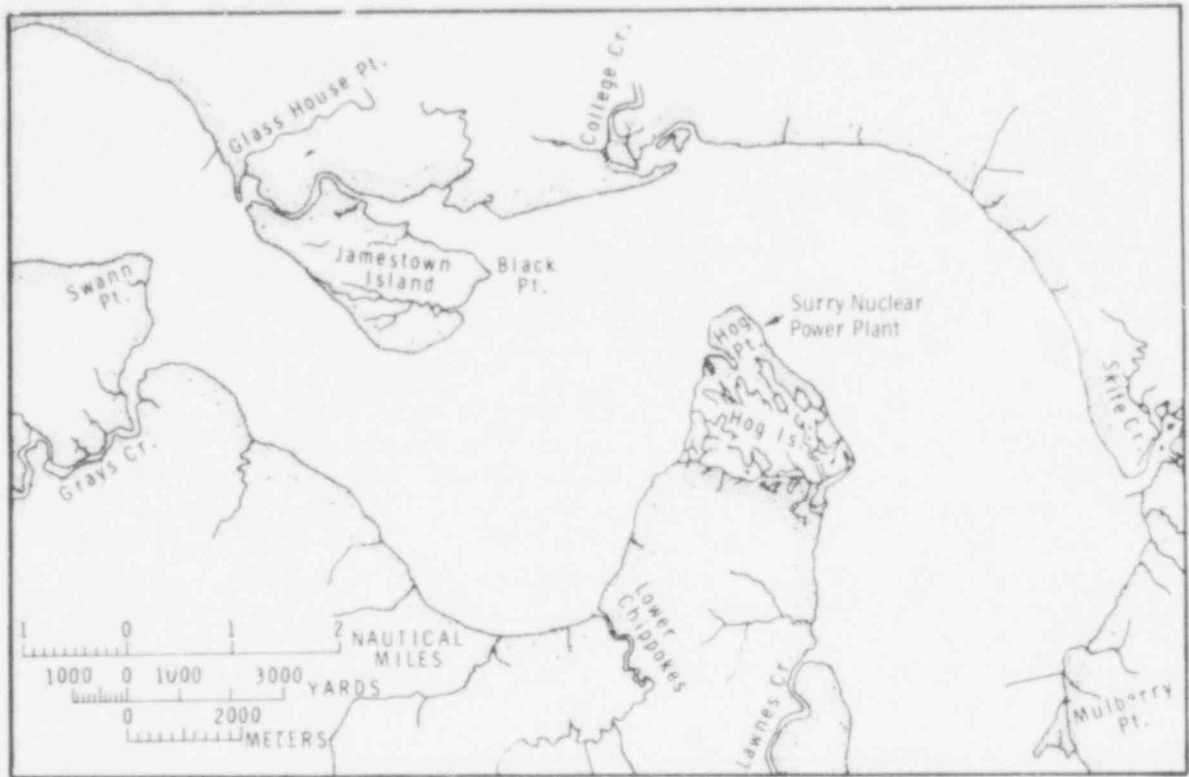 Glass House Pt.
College Cr.
Jamestown
Island
Black
Pt.
Swann
Pt.
Surry Nuclear
Power Plant
Hog
Pt.
Hog Is.
Skife Cr.
Grays Cr.
Lower
Chippokes
Lawnes Cr.
Mulberry
Pt.
1 0 1 2
NAUTICAL
MILES
1000 0 1000 3000
YARDS
0 2000
METERS